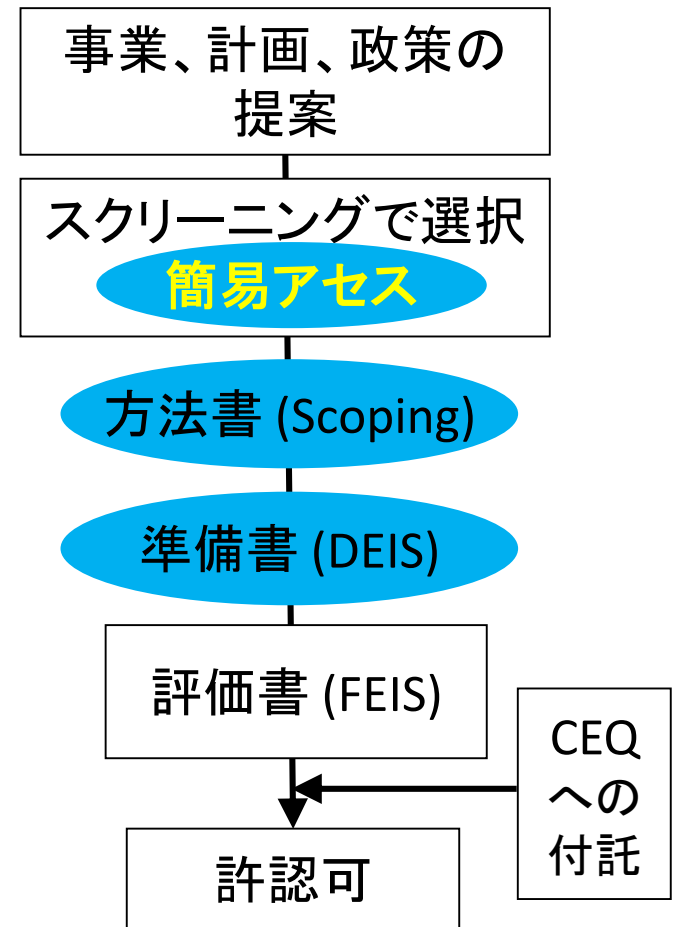 事業、計画、政策の
提案
スクリーニングで選択
簡易アセス
方法書 (Scoping)
準備書 (DEIS)
評価書 (FEIS)
CEQ
への
付託
許認可